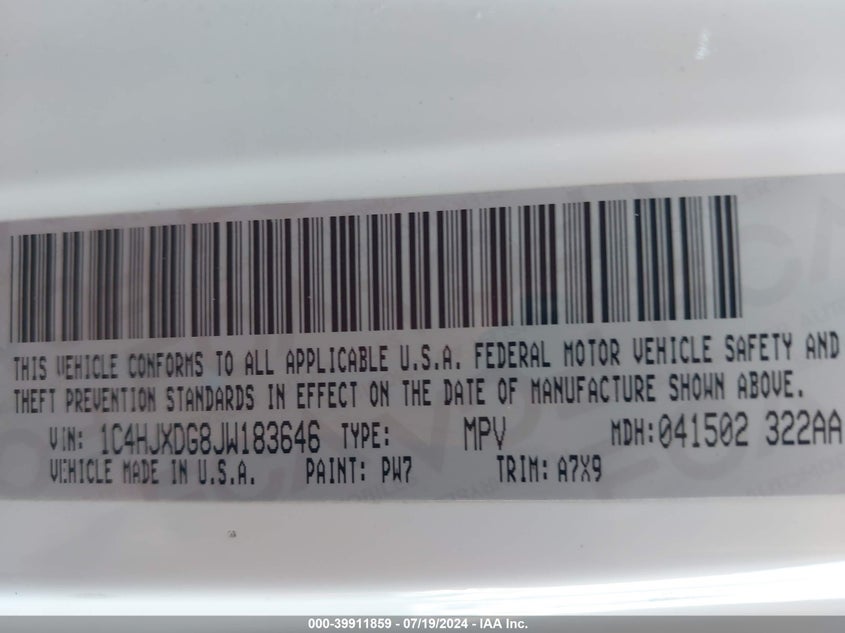 THIS VEHICLE CONFORMS TO ALL APPLICABLE U.S.A. FEDERAL MOTOR VEHICLE SAFETY AND
THEFT PREVENTION STANDARDS IN EFFECT ON THE DATE OF MANUFACTURE SHOWN ABOVE.
VIN: 1C4HJXDG8JW183646 TYPE: MPV MDH:041502 322AA
VEHICLE MADE IN U.S.A. PAINT: PW7 TRIM: A7X9
000-39911859 - 07/19/2024 - IAA Inc.